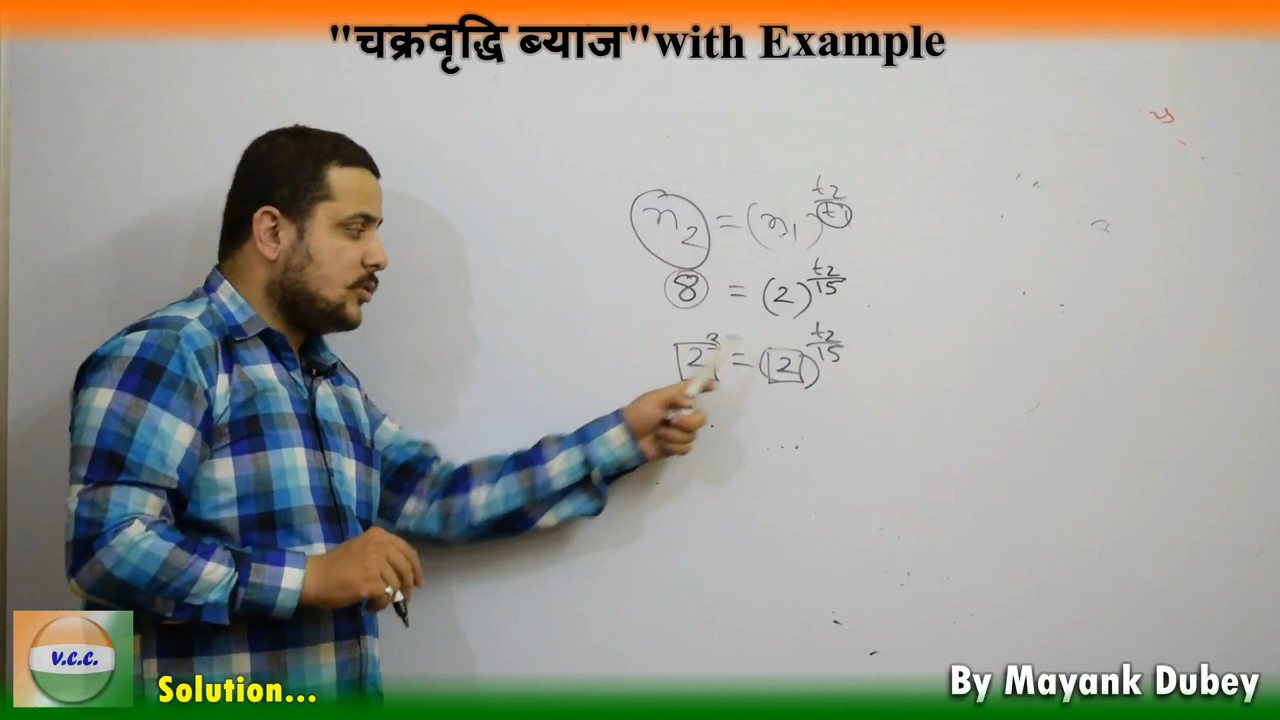 "चक्रवृद्धि ब्याज"with Example
n2 = (n1)^t2/t1
8 = (2)^t2/15
2^3 = (2)^t2/15
V.C.C.
Solution...
By Mayank Dubey